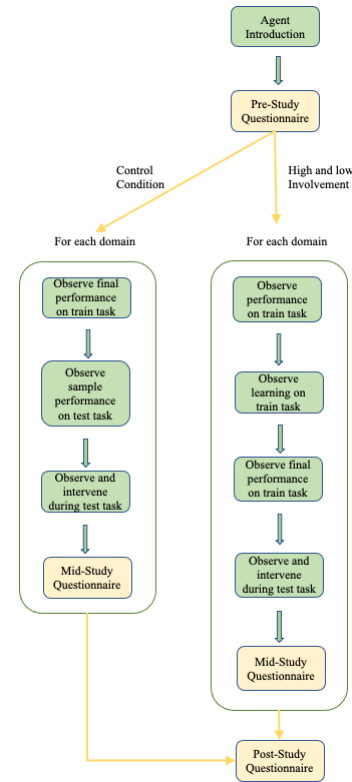 Agent
Introduction
Pre-Study
Questionnaire
Control
Condition
High and low
Involvement
For each domain
Observe final
performance
on train task
Observe
sample
performance
on test task
Observe and
intervene
during test task
Mid-Study
Questionnaire
For each domain
Observe
performance
on train task
Observe
learning on
train task
Observe final
performance
on train task
Observe and
intervene
during test task
Mid-Study
Questionnaire
Post-Study
Questionnaire